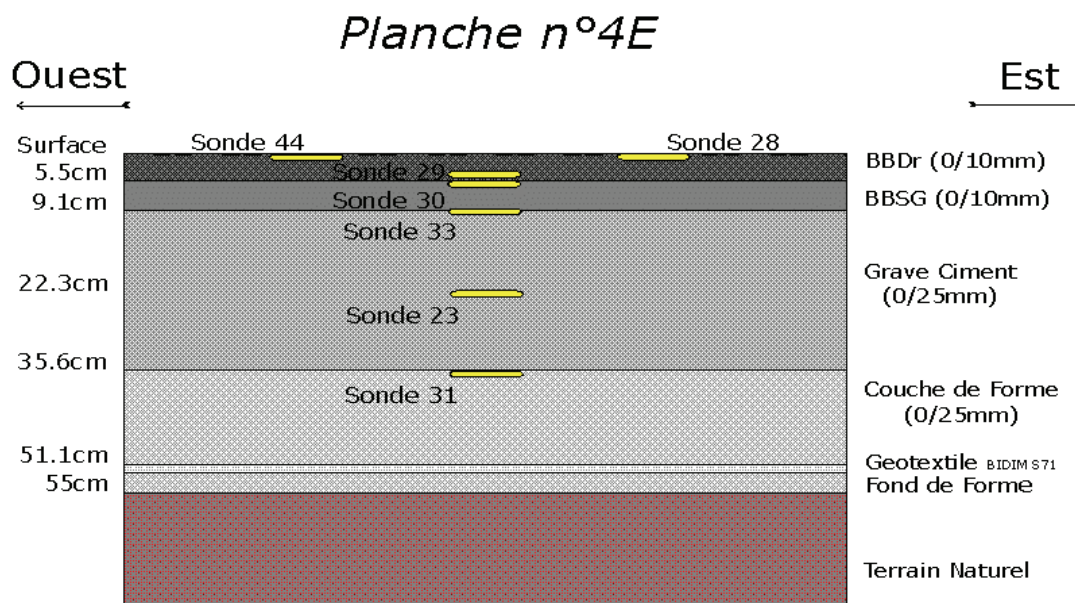 Planche n°4E
Ouest
Est
Surface
Sonde 44
Sonde 28
BBDr (0/10mm)
5.5cm
Sonde 29
9.1cm
Sonde 30
BBSG (0/10mm)
Sonde 33
22.3cm
Grave Ciment
(0/25mm)
Sonde 23
35.6cm
Sonde 31
Couche de Forme
(0/25mm)
51.1cm
Geotextile BIDIM S71
55cm
Fond de Forme
Terrain Naturel